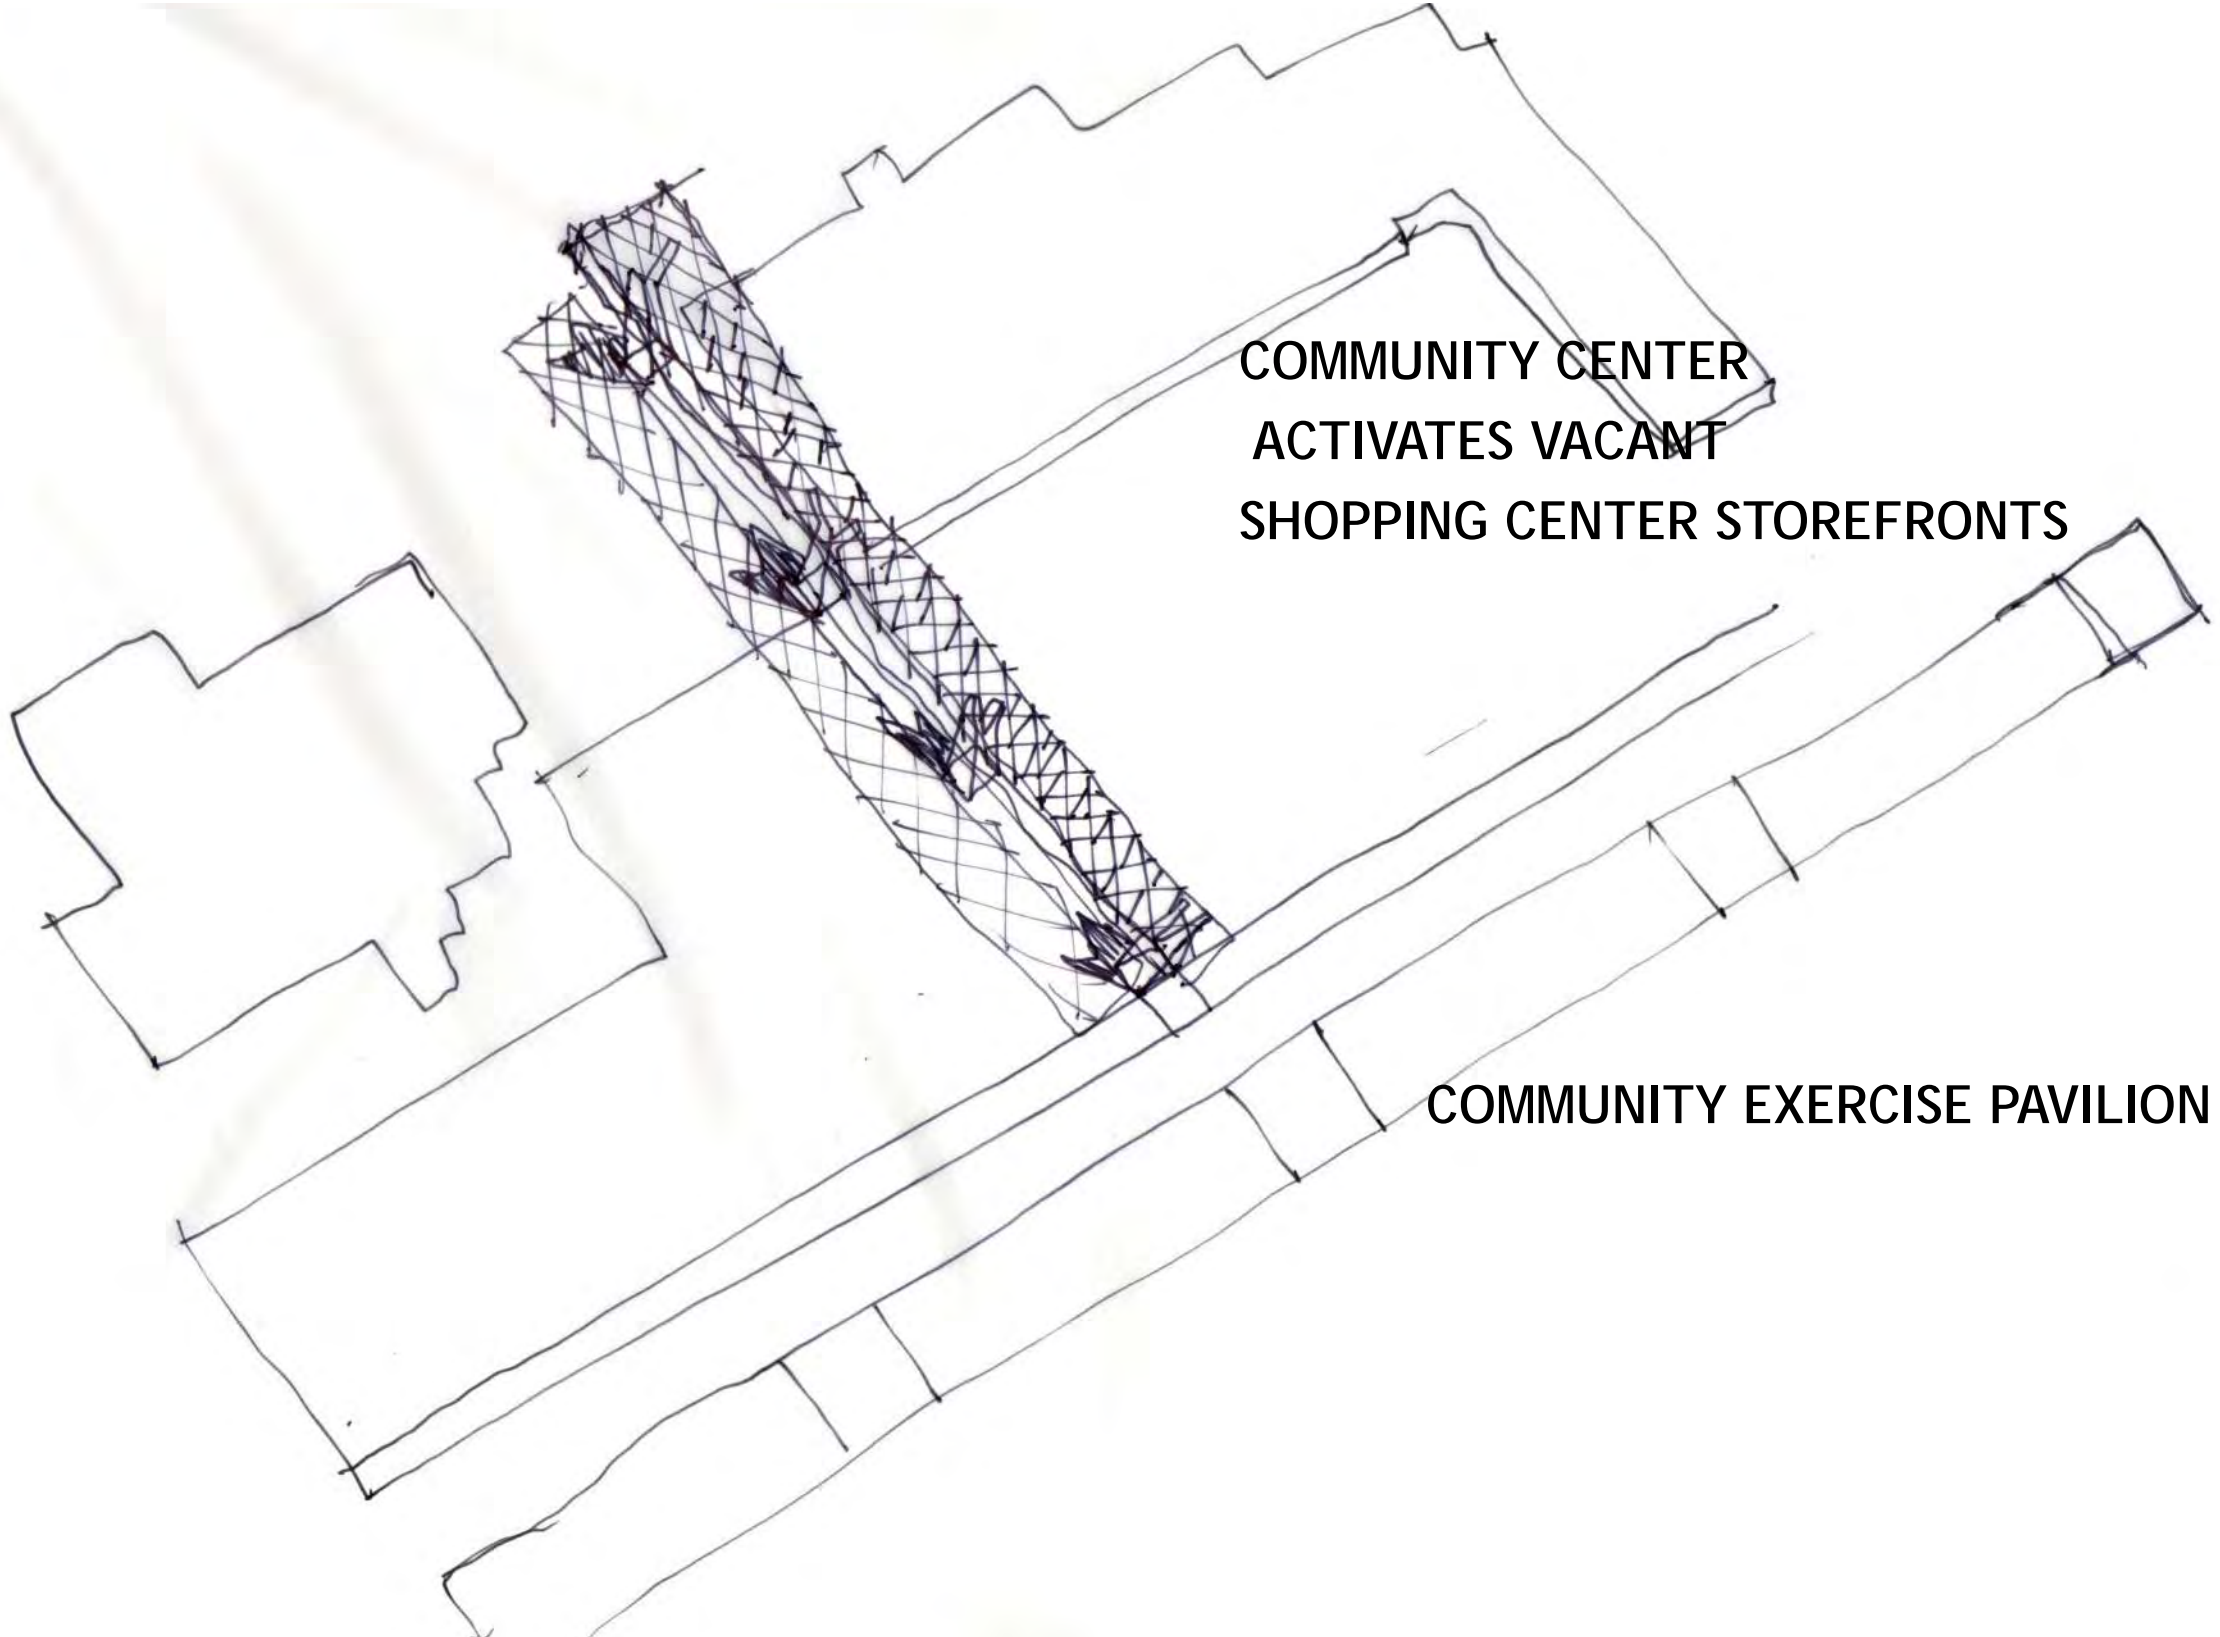 COMMUNITY CENTER
ACTIVATES VACANT
SHOPPING CENTER STOREFRONTS
COMMUNITY EXERCISE PAVILION